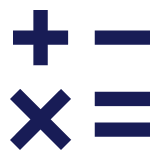 + −
× =